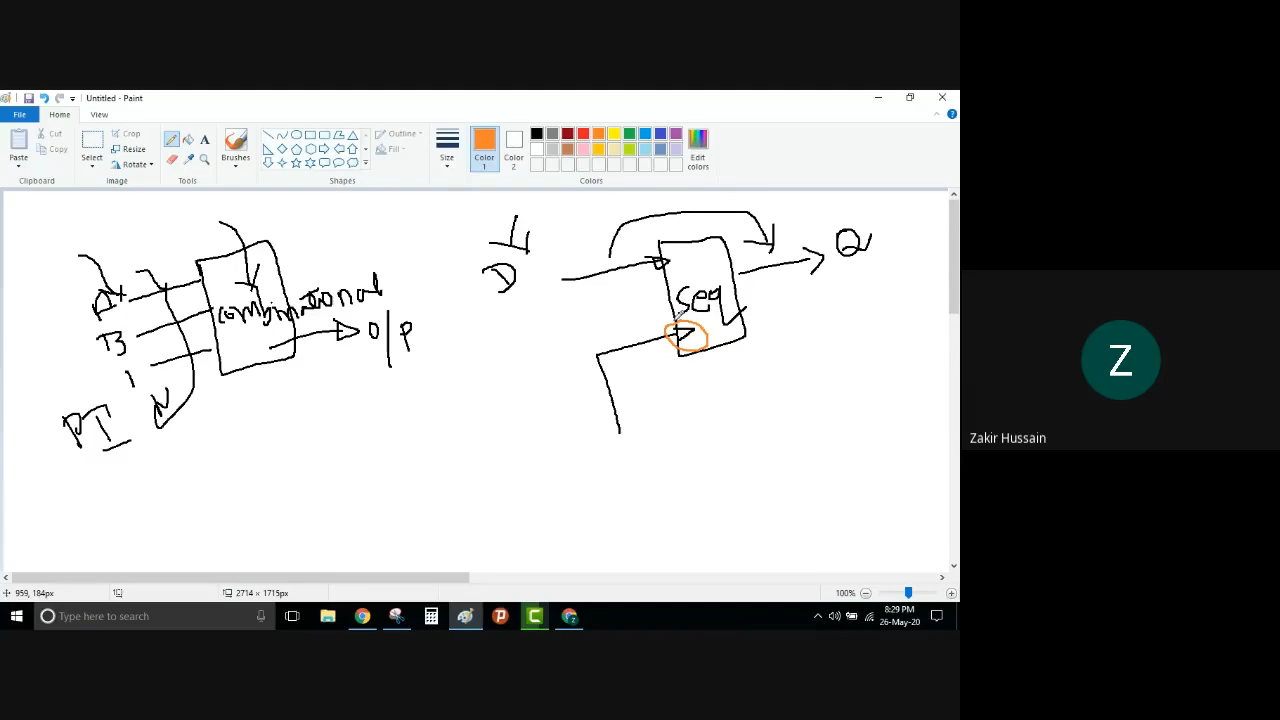 Untitled - Paint
File Home View
Cut
Copy
Paste
Clipboard
Crop
Resize
Rotate
Select
Image
Tools
Brushes
Outline
Fill
Shapes
Size
Color 1
Color 2
Edit colors
Colors
combinational
O/P
B
1
PI
D
Seq
Q
Z
Zakir Hussain
959, 184px
2714 × 1715px
100%
Type here to search
8:29 PM
26-May-20